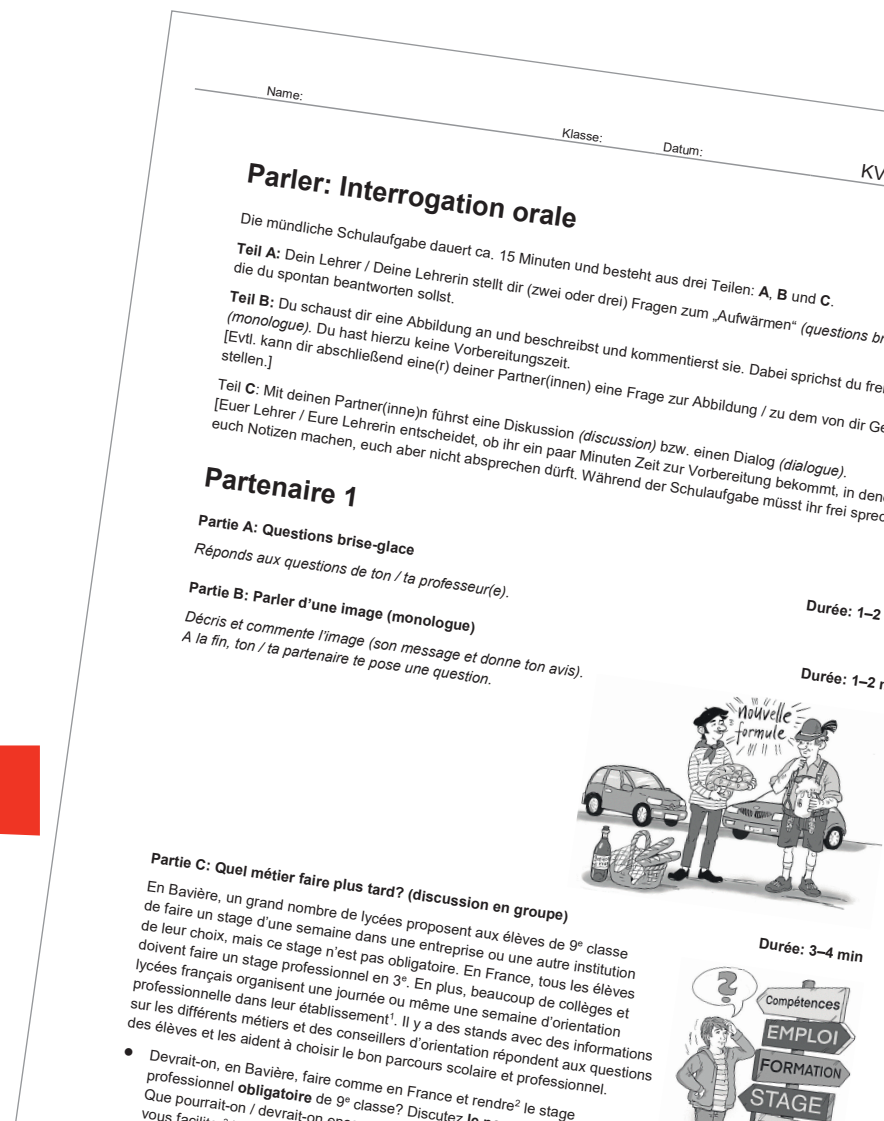 Name:
Klasse:
Datum:
KV
Parler: Interrogation orale
Die mündliche Schulaufgabe dauert ca. 15 Minuten und besteht aus drei Teilen: A, B und C.
Teil A: Dein Lehrer / Deine Lehrerin stellt dir (zwei oder drei) Fragen zum „Aufwärmen“ (questions
die du spontan beantworten sollst.
Teil B: Du schaust dir eine Abbildung an und beschreibst und kommentierst sie. Dabei sprichst du
(monologue). Du hast hierzu keine Vorbereitungszeit.
[Evtl. kann dir abschließend eine(r) deiner Partner(innen) eine Frage zur Abbildung / zu dem von dir
stellen.]
Teil C: Mit deinen Partner(inne)n führst eine Diskussion (discussion) bzw. einen Dialog (dialogue).
[Euer Lehrer / Eure Lehrerin entscheidet, ob ihr ein paar Minuten Zeit zur Vorbereitung bekommt, in
euch Notizen machen, euch aber nicht absprechen dürft. Während der Schulaufgabe müsst ihr frei
Partenaire 1
Partie A: Questions brise-glace
Réponds aux questions de ton / ta professeur(e).
Durée: 1–2
Partie B: Parler d’une image (monologue)
Décris et commente l’image (son message et donne ton avis).
A la fin, ton / ta partenaire te pose une question.
Durée: 1–2
nouvelle
formule
Partie C: Quel métier faire plus tard? (discussion en groupe)
En Bavière, un grand nombre de lycées proposent aux élèves de 9e classe
de faire un stage d’une semaine dans une entreprise ou une autre institution
de leur choix, mais ce stage n’est pas obligatoire. En France, tous les élèves
doivent faire un stage professionnel en 3e. En plus, beaucoup de collèges et
lycées français organisent une journée ou même une semaine d’orientation
professionnelle dans leur établissement¹. Il y a des stands avec des informations
sur les différents métiers et des conseillers d’orientation répondent aux questions
des élèves et les aident à choisir le bon parcours scolaire et professionnel.
Durée: 3–4 min
?
Compétences
EMPLOI
FORMATION
STAGE
● Devrait-on, en Bavière, faire comme en France et rendre² le stage
professionnel obligatoire de 9e classe? Discutez le
Que pourrait-on / devrait-on
vous